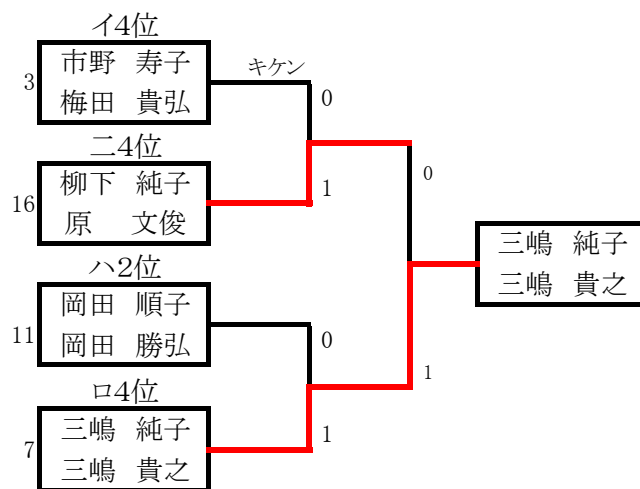 イ4位
3
市野 寿子
梅田 貴弘
キケン
0
ニ4位
16
柳下 純子
原 文俊
1
0
三嶋 純子
三嶋 貴之
ハ2位
11
岡田 順子
岡田 勝弘
0
1
ロ4位
7
三嶋 純子
三嶋 貴之
1